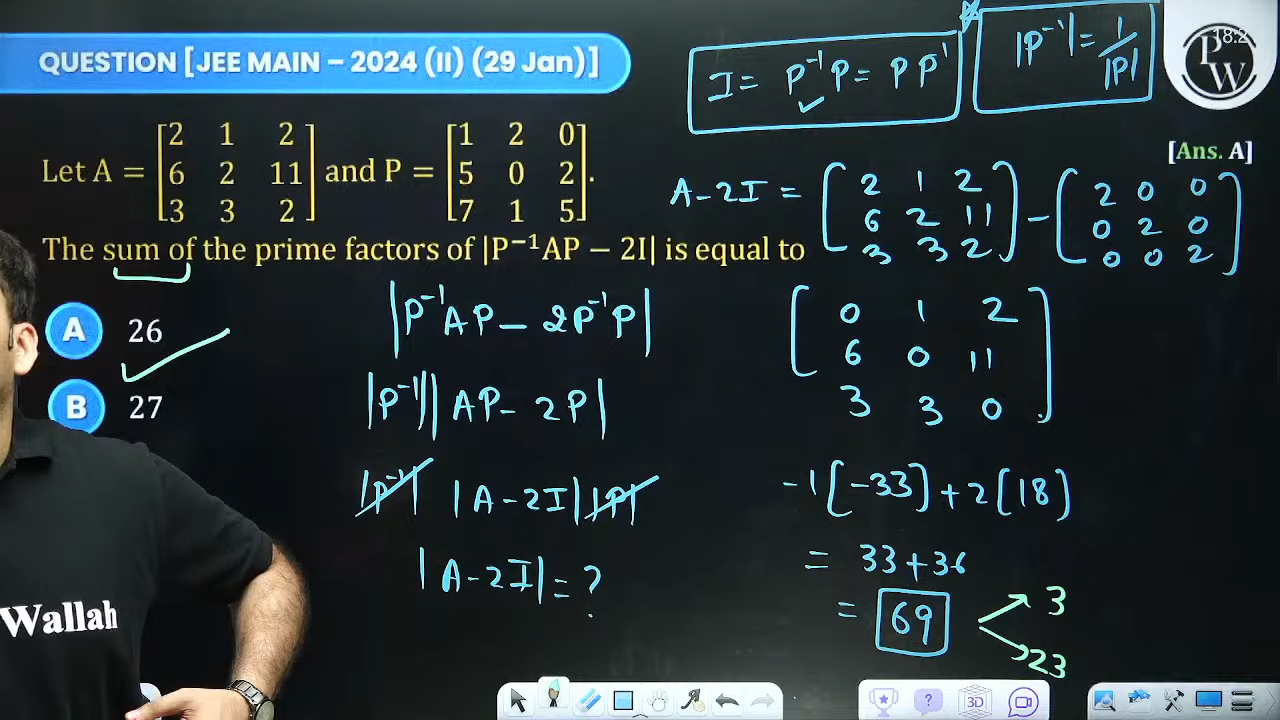 QUESTION [JEE MAIN – 2024 (II) (29 Jan)]
I = P⁻¹P = P P⁻¹
|P⁻¹| = 1/|P|
18:2
PW
[Ans. A]
Let A = [2 1 2; 6 2 11; 3 3 2] and P = [1 2 0; 5 0 2; 7 1 5].
The sum of the prime factors of |P⁻¹AP – 2I| is equal to
A 26
B 27
|P⁻¹AP – 2P⁻¹P|
|P⁻¹| |AP – 2P|
|P⁻¹| |A – 2I| |P|
|A – 2I| = ?
A – 2I = [2 1 2; 6 2 11; 3 3 2] – [2 0 0; 0 2 0; 0 0 2]
[0 1 2; 6 0 11; 3 3 0]
-1[-33] + 2[18]
= 33 + 36
= 69
3
23
Wallah
?
3D